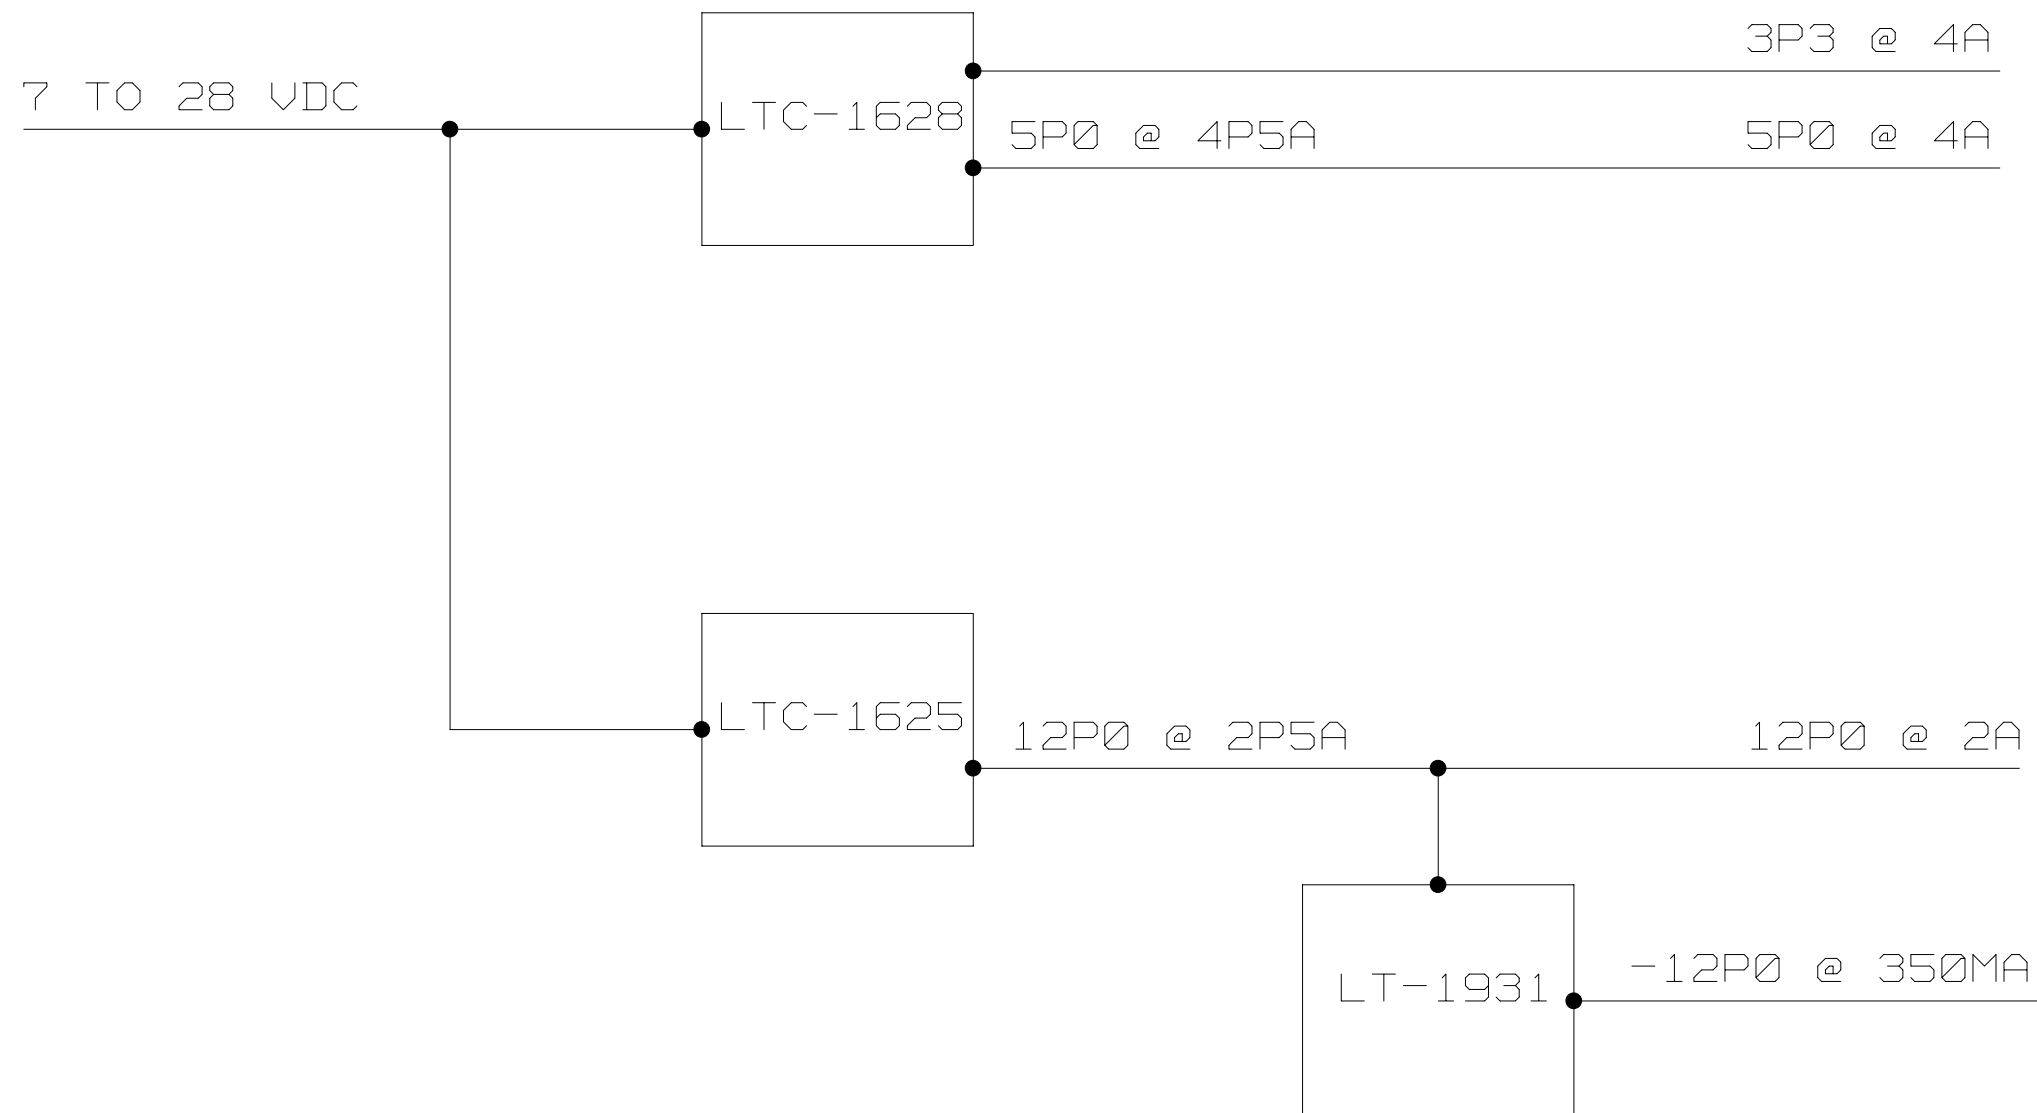 3P3 @ 4A
7 TO 28 VDC
LTC-1628
5P0 @ 4P5A
5P0 @ 4A
LTC-1625
12P0 @ 2P5A
12P0 @ 2A
LT-1931
-12P0 @ 350MA